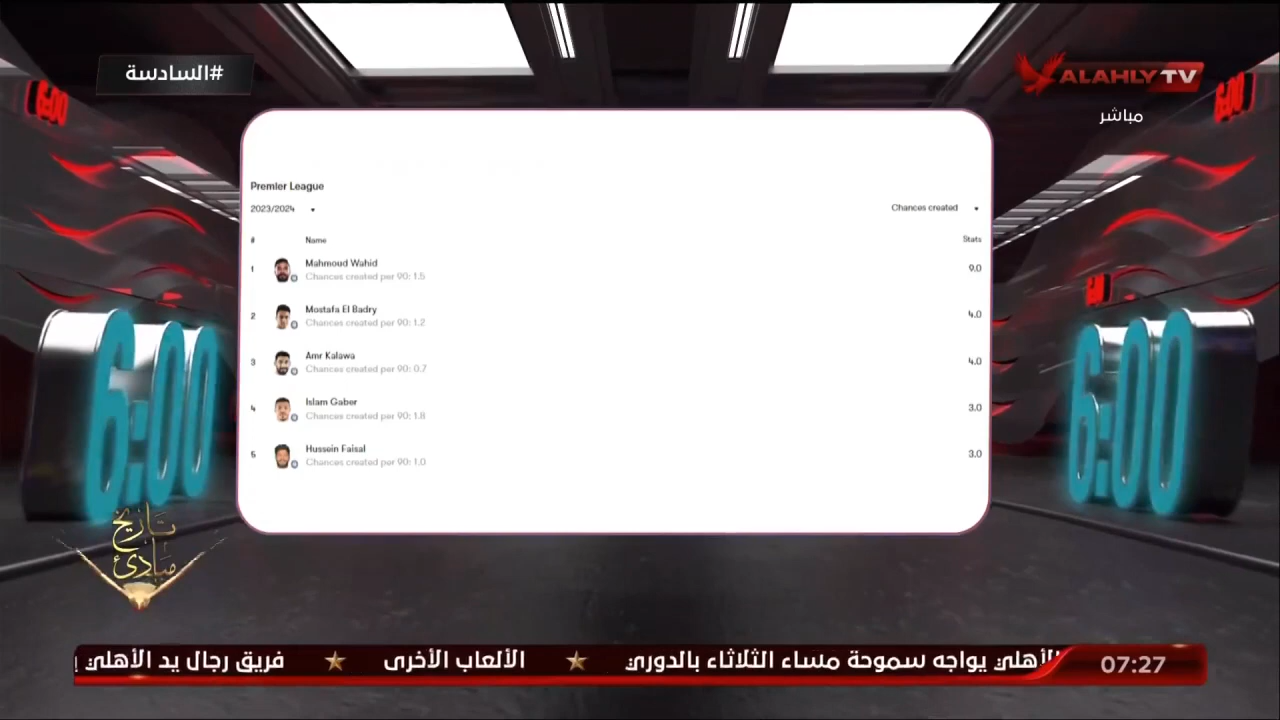 #السادسة
ALAHLY TV
مباشر
6:00
6:00
Premier League
2023/2024
Chances created
# Name Stats
1 Mahmoud Wahid 9.0
Chances created per 90: 1.5
2 Mostafa El Badry 4.0
Chances created per 90: 1.2
3 Amr Kalawa 4.0
Chances created per 90: 0.7
4 Islam Gaber 3.0
Chances created per 90: 1.8
5 Hussein Faisal 3.0
Chances created per 90: 1.0
6:00
6:00
تاريخ
مبادئ
الأهلي يواجه سموحة مساء الثلاثاء بالدوري ★ الألعاب الأخرى ★ فريق رجال يد الأهلي
07:27